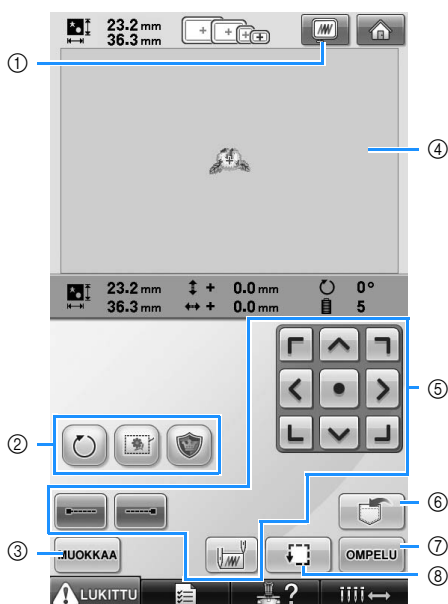 23.2 mm
36.3 mm
①
④
23.2 mm + 0.0 mm 0°
36.3 mm + 0.0 mm 5
⑤
②
⑥
③ MUOKKAA
OMPELU ⑦
⑧
LUKITTU ?